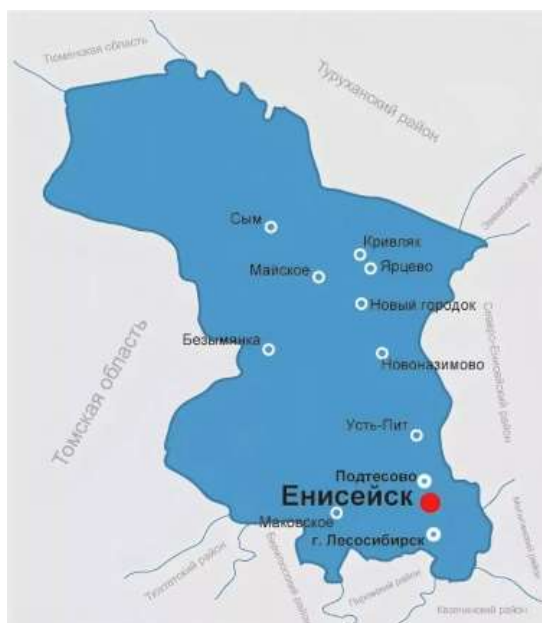 Тюменская область
Туруханский район
Эвенкийский район
Сым
Кривляк
Ярцево
Майское
Новый городок
Северо-Енисейский район
Безымянка
Новоназимово
Томская область
Усть-Пит
Подтесово
Енисейск
Маковское
г. Лесосибирск
Мотыгинский район
Тюхтетский район
Бирилюсский район
Пировский район
Казачинский район